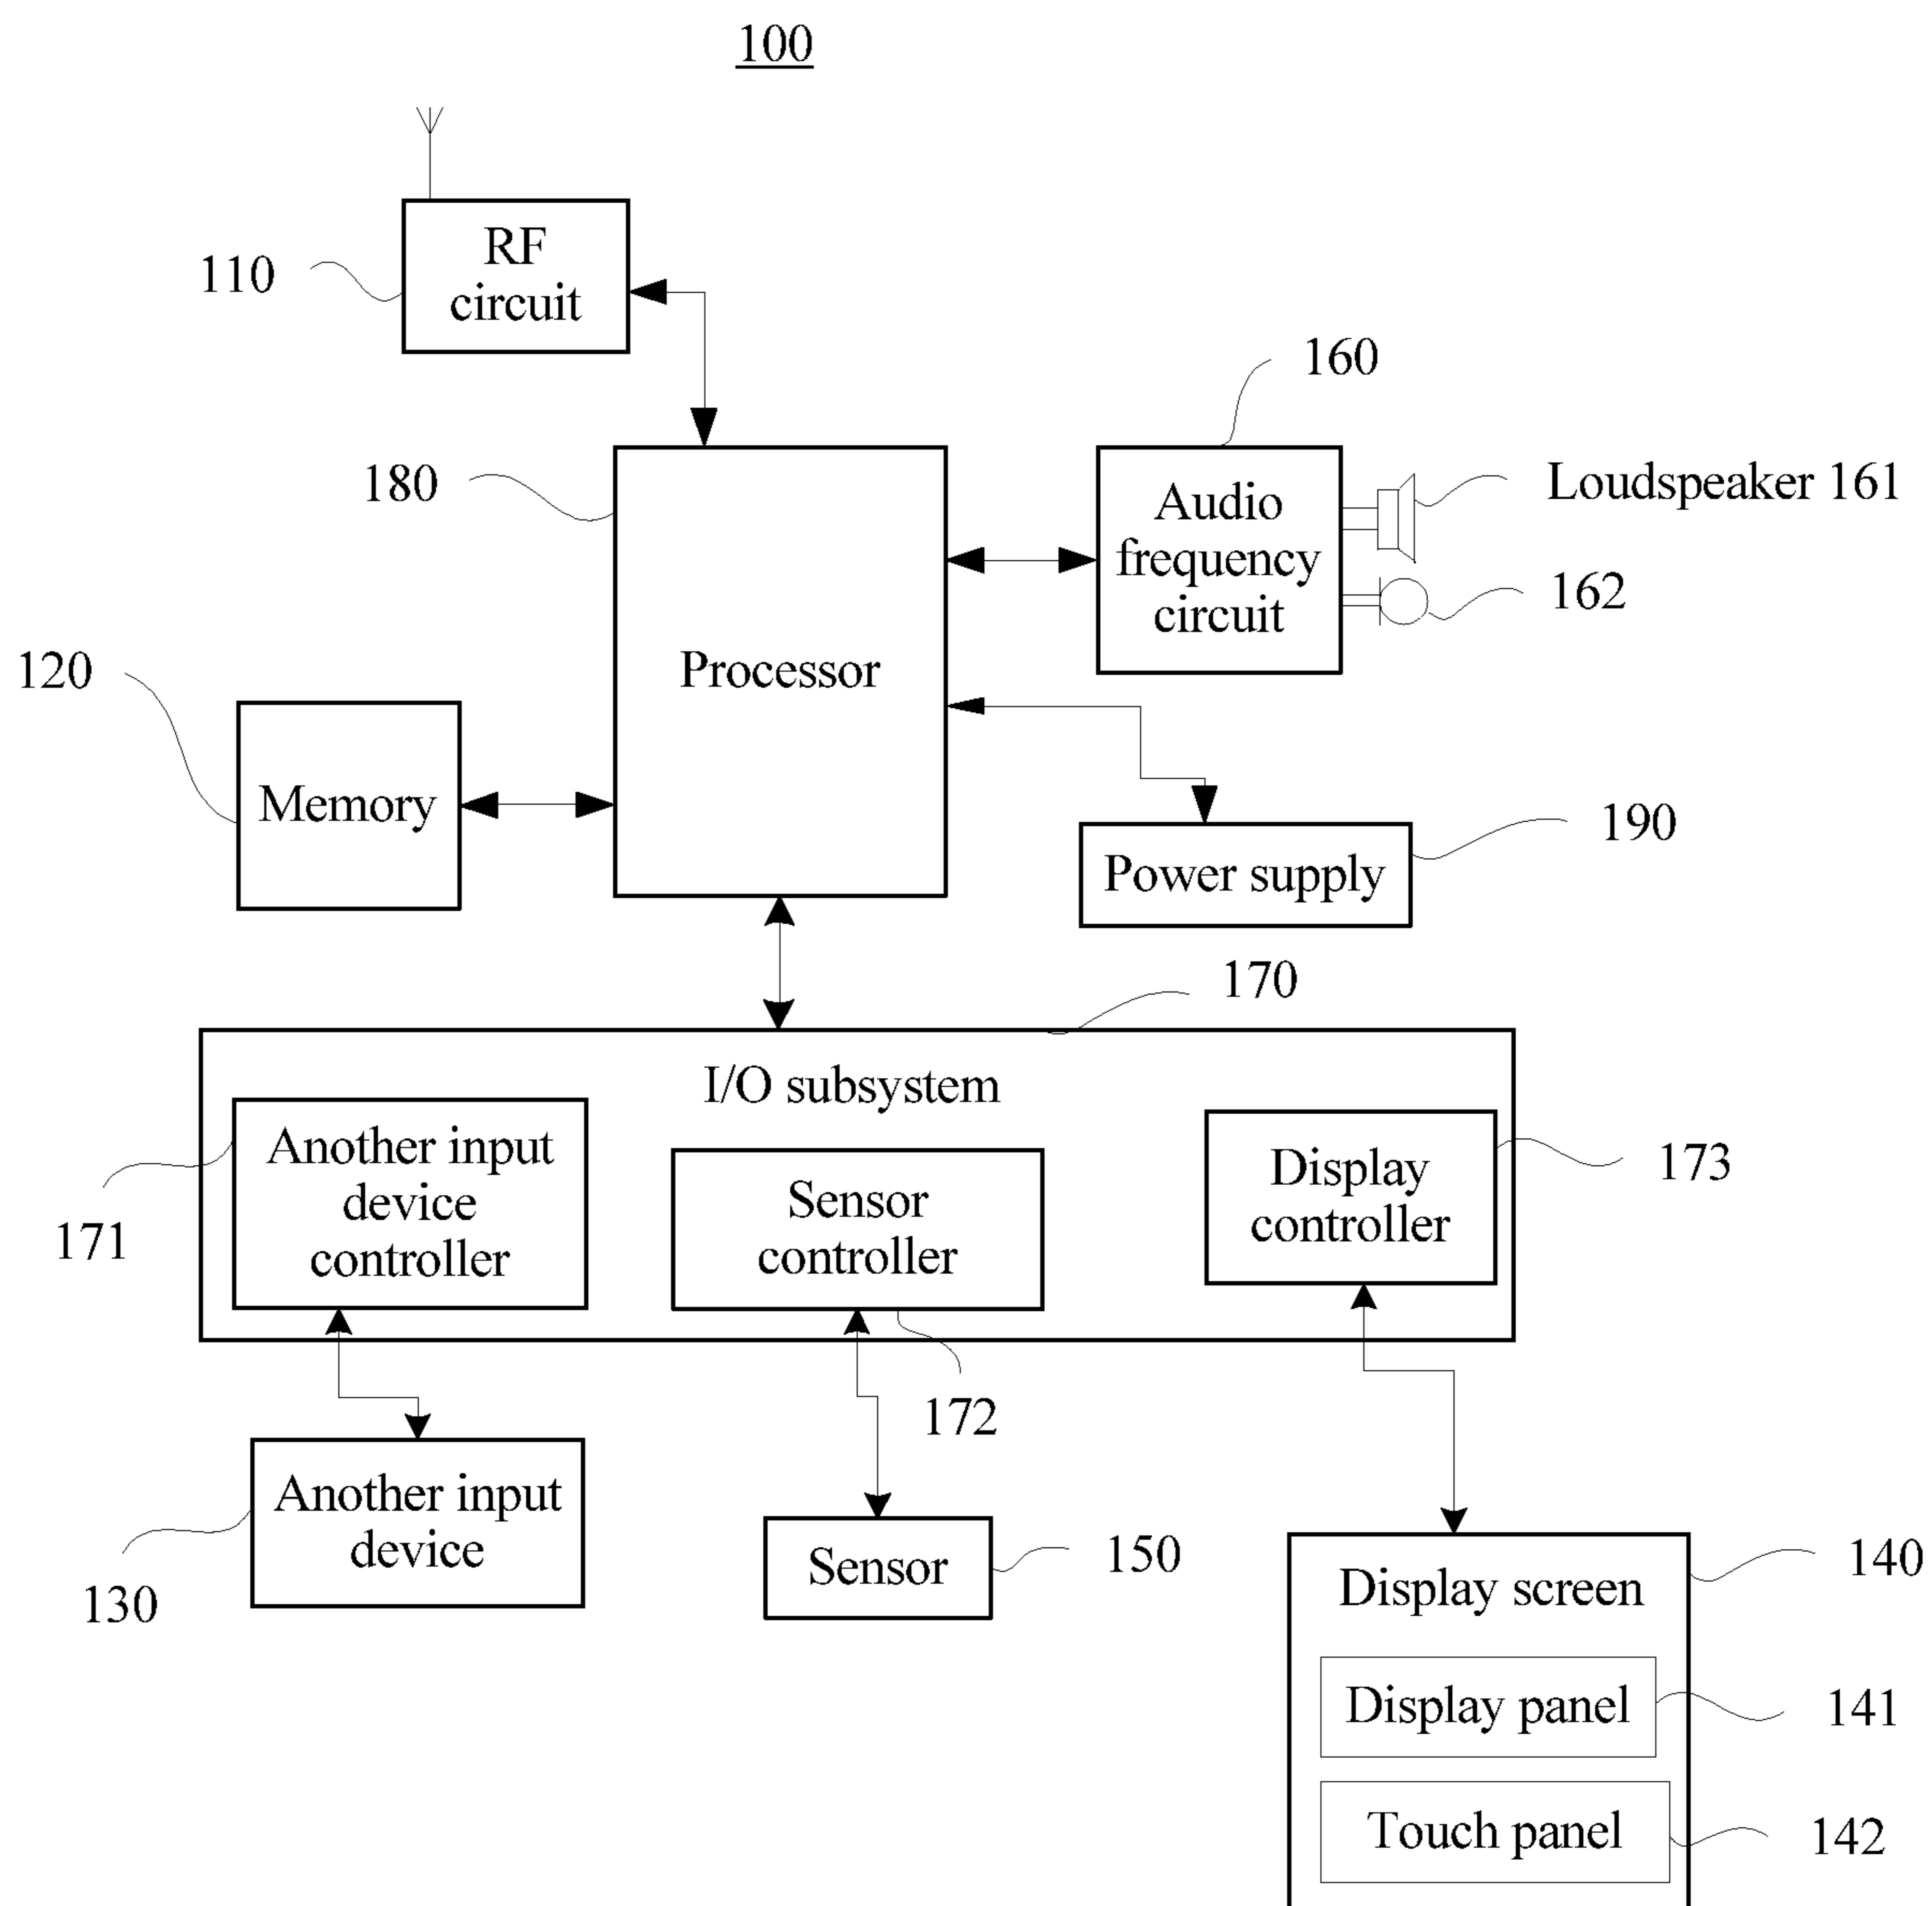 100
RF
circuit
110
160
180
Audio
frequency
circuit
Loudspeaker 161
162
Processor
120
Memory
190
Power supply
170
I/O subsystem
Another input
device
controller
171
Sensor
controller
172
Display
controller
173
Another input
device
130
Sensor
150
Display screen
140
Display panel
141
Touch panel
142